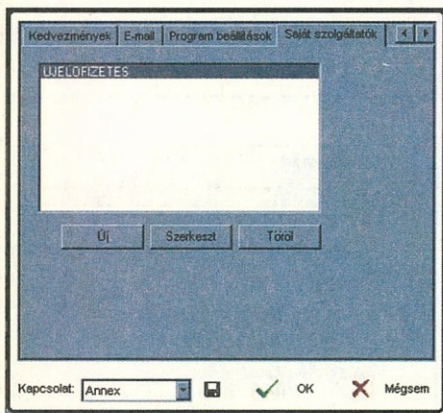 Kedvezmények E-mail Program beállítások Saját szolgáltatók
UJELOFIZETES
Új Szerkeszt Töröl
Kapcsolat: Annex OK Mégsem